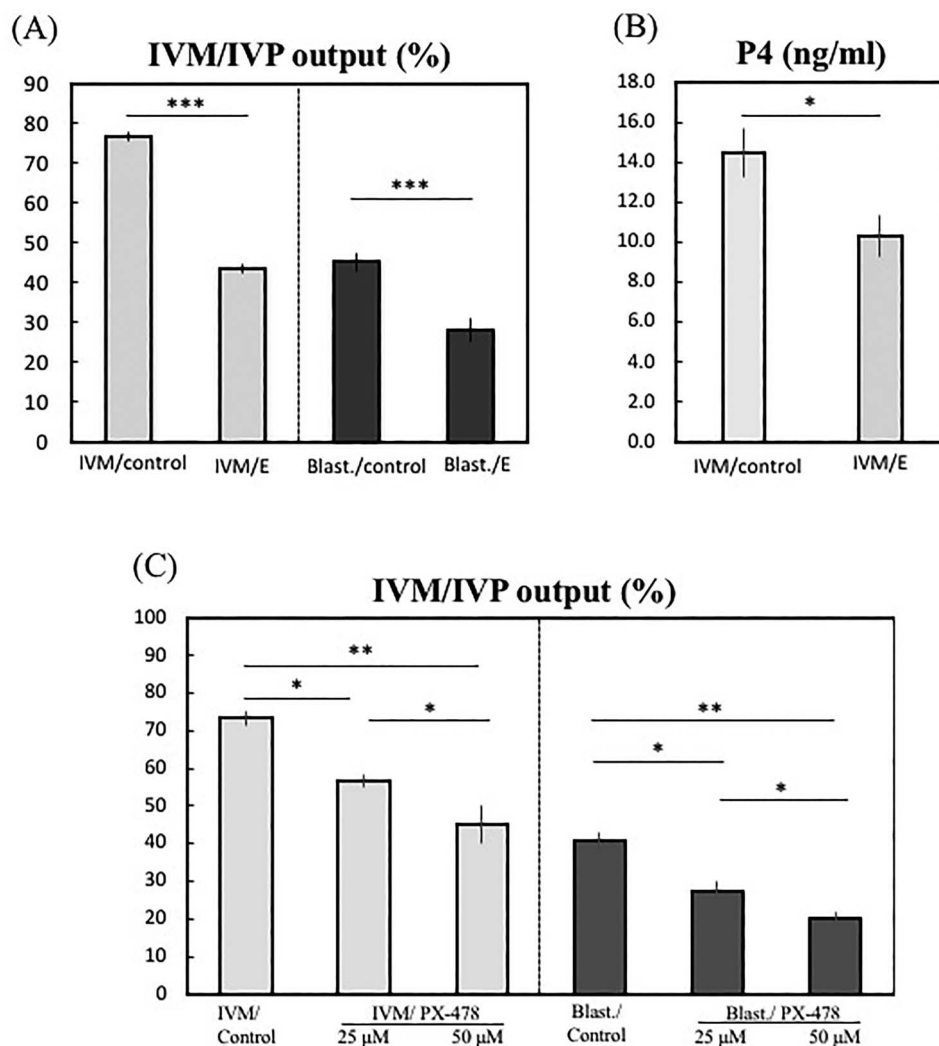 (A)
IVM/IVP output (%)
90
80
70
60
50
40
30
20
10
0
***
***
IVM/control IVM/E Blast./control Blast./E
(B)
P4 (ng/ml)
18.0
16.0
14.0
12.0
10.0
8.0
6.0
4.0
2.0
0.0
*
IVM/control IVM/E
(C)
IVM/IVP output (%)
100
90
80
70
60
50
40
30
20
10
0
**
*
*
**
*
*
IVM/
Control
IVM/ PX-478
25 µM 50 µM
Blast./
Control
Blast./ PX-478
25 µM 50 µM